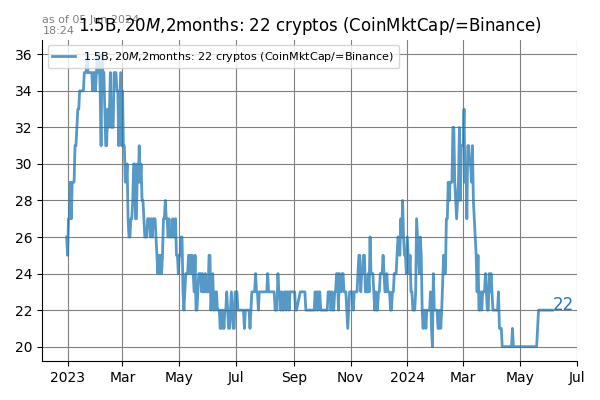 as of 05 Jun 2024
18:24
1.5B, 20M,2months: 22 cryptos (CoinMktCap/=Binance)
1.5B, 20M,2months: 22 cryptos (CoinMktCap/=Binance)
36
34
32
30
28
26
24
22
20
22
2023 Mar May Jul Sep Nov 2024 Mar May Jul